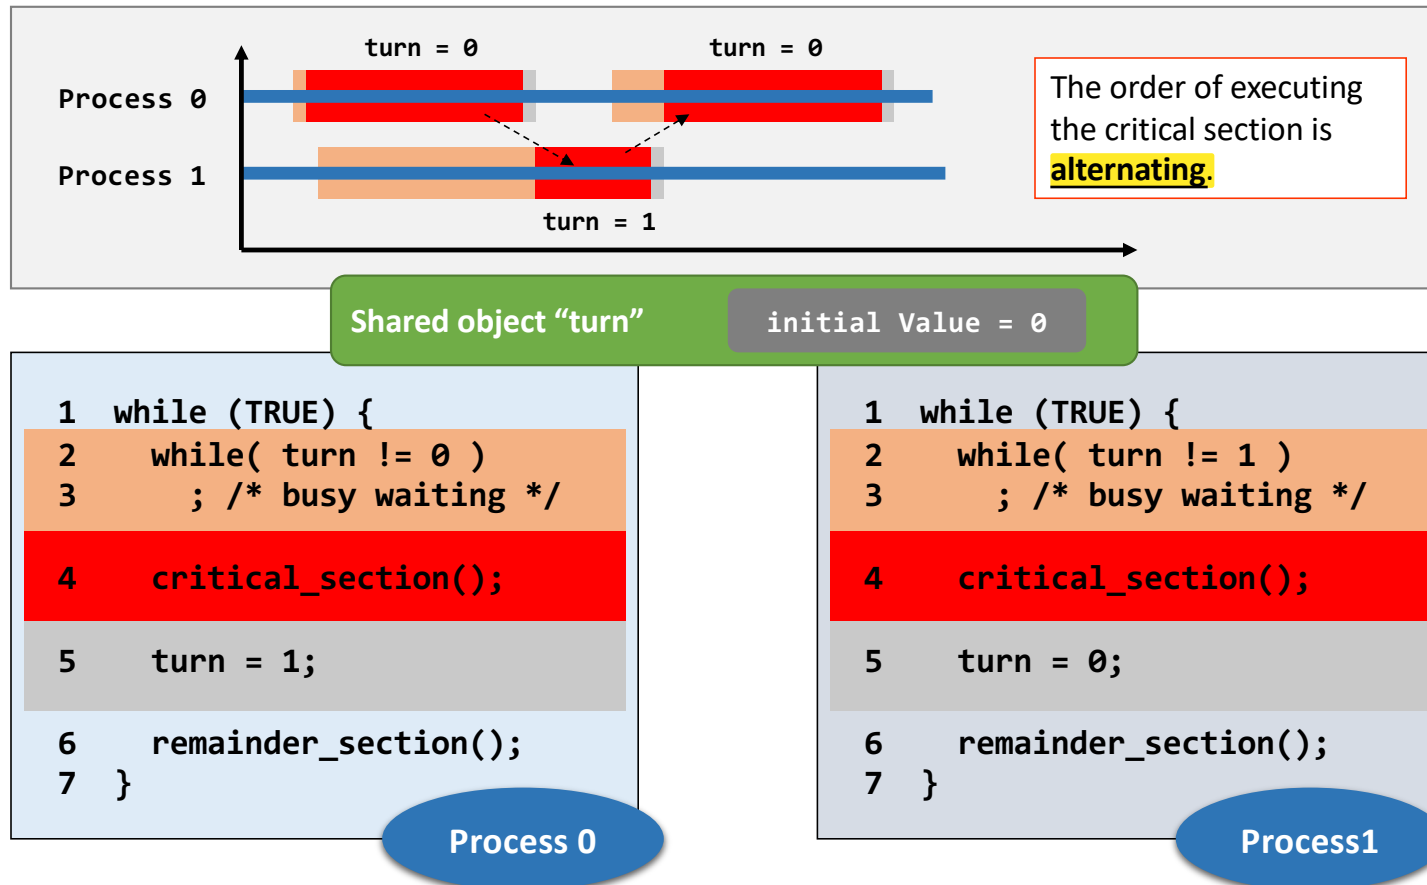 turn = 0
turn = 0
Process 0
Process 1
turn = 1
The order of executing
the critical section is
alternating.
Shared object “turn”
initial Value = 0
1 while (TRUE) {
2 while( turn != 0 )
3 ; /* busy waiting */
4 critical_section();
5 turn = 1;
6 remainder_section();
7 }
Process 0
1 while (TRUE) {
2 while( turn != 1 )
3 ; /* busy waiting */
4 critical_section();
5 turn = 0;
6 remainder_section();
7 }
Process1